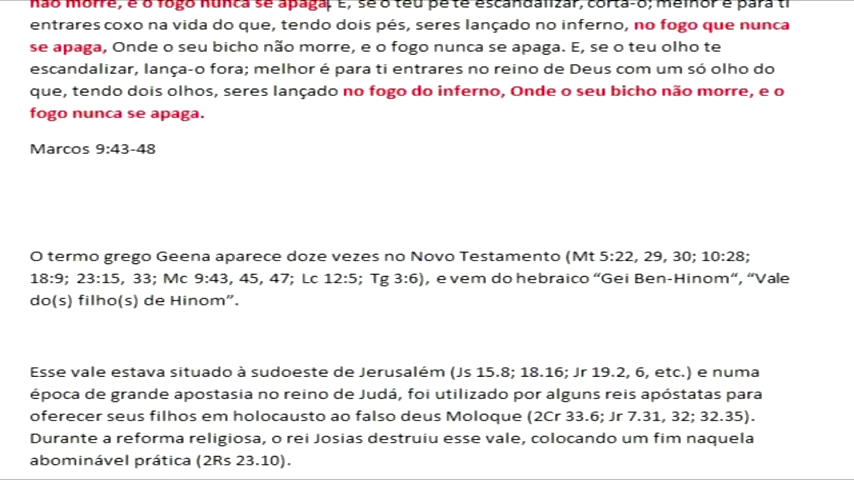 não morre, e o fogo nunca se apaga. E, se o teu pé te escandalizar, corta-o; melhor é para ti
entrares coxo na vida do que, tendo dois pés, seres lançado no inferno, no fogo que nunca
se apaga, Onde o seu bicho não morre, e o fogo nunca se apaga. E, se o teu olho te
escandalizar, lança-o fora; melhor é para ti entrares no reino de Deus com um só olho do
que, tendo dois olhos, seres lançado no fogo do inferno, Onde o seu bicho não morre, e o
fogo nunca se apaga.
Marcos 9:43-48
O termo grego Geena aparece doze vezes no Novo Testamento (Mt 5:22, 29, 30; 10:28;
18:9; 23:15, 33; Mc 9:43, 45, 47; Lc 12:5; Tg 3:6), e vem do hebraico “Gei Ben-Hinom“, “Vale
do(s) filho(s) de Hinom”.
Esse vale estava situado à sudoeste de Jerusalém (Js 15.8; 18.16; Jr 19.2, 6, etc.) e numa
época de grande apostasia no reino de Judá, foi utilizado por alguns reis apóstatas para
oferecer seus filhos em holocausto ao falso deus Moloque (2Cr 33.6; Jr 7.31, 32; 32.35).
Durante a reforma religiosa, o rei Josias destruiu esse vale, colocando um fim naquela
abominável prática (2Rs 23.10).